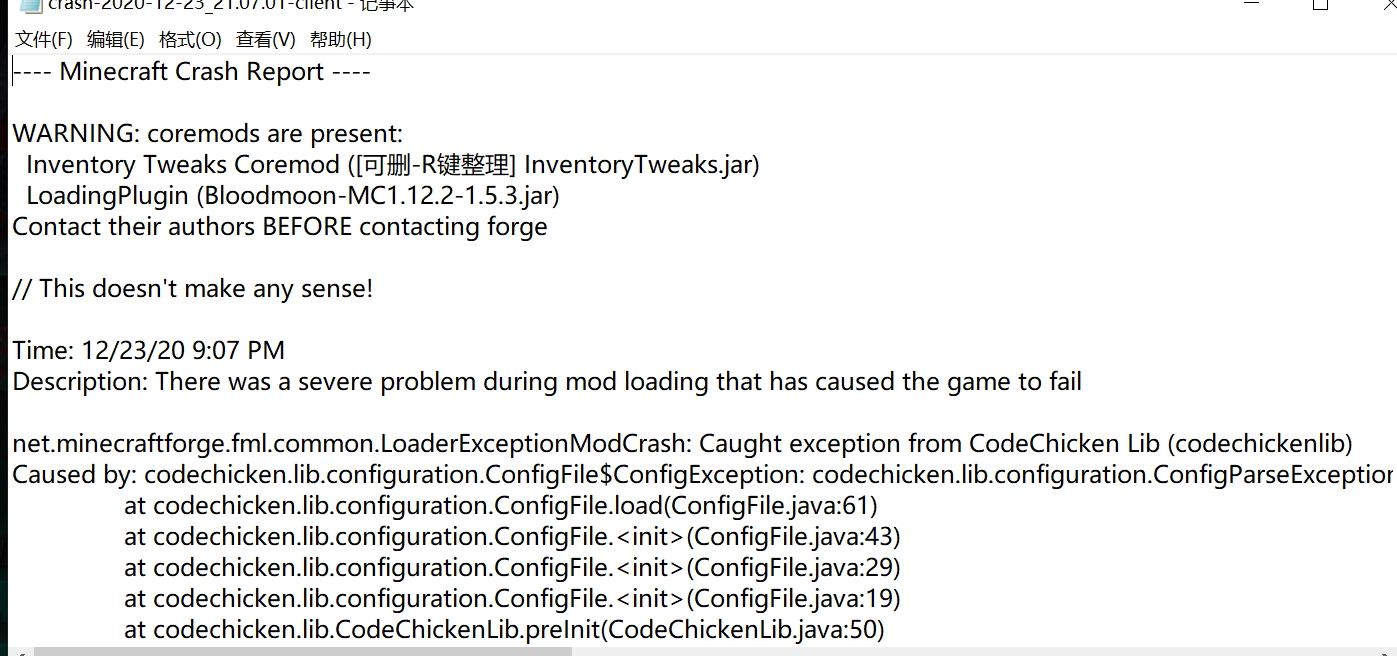 crash-2020-12-23_21.07.01-client - 记事本
文件(F) 编辑(E) 格式(O) 查看(V) 帮助(H)
---- Minecraft Crash Report ----
WARNING: coremods are present:
Inventory Tweaks Coremod ([可删-R键整理] InventoryTweaks.jar)
LoadingPlugin (Bloodmoon-MC1.12.2-1.5.3.jar)
Contact their authors BEFORE contacting forge
// This doesn't make any sense!
Time: 12/23/20 9:07 PM
Description: There was a severe problem during mod loading that has caused the game to fail
net.minecraftforge.fml.common.LoaderExceptionModCrash: Caught exception from CodeChicken Lib (codechickenlib)
Caused by: codechicken.lib.configuration.ConfigFile$ConfigException: codechicken.lib.configuration.ConfigParseException
at codechicken.lib.configuration.ConfigFile.load(ConfigFile.java:61)
at codechicken.lib.configuration.ConfigFile.<init>(ConfigFile.java:43)
at codechicken.lib.configuration.ConfigFile.<init>(ConfigFile.java:29)
at codechicken.lib.configuration.ConfigFile.<init>(ConfigFile.java:19)
at codechicken.lib.CodeChickenLib.preInit(CodeChickenLib.java:50)